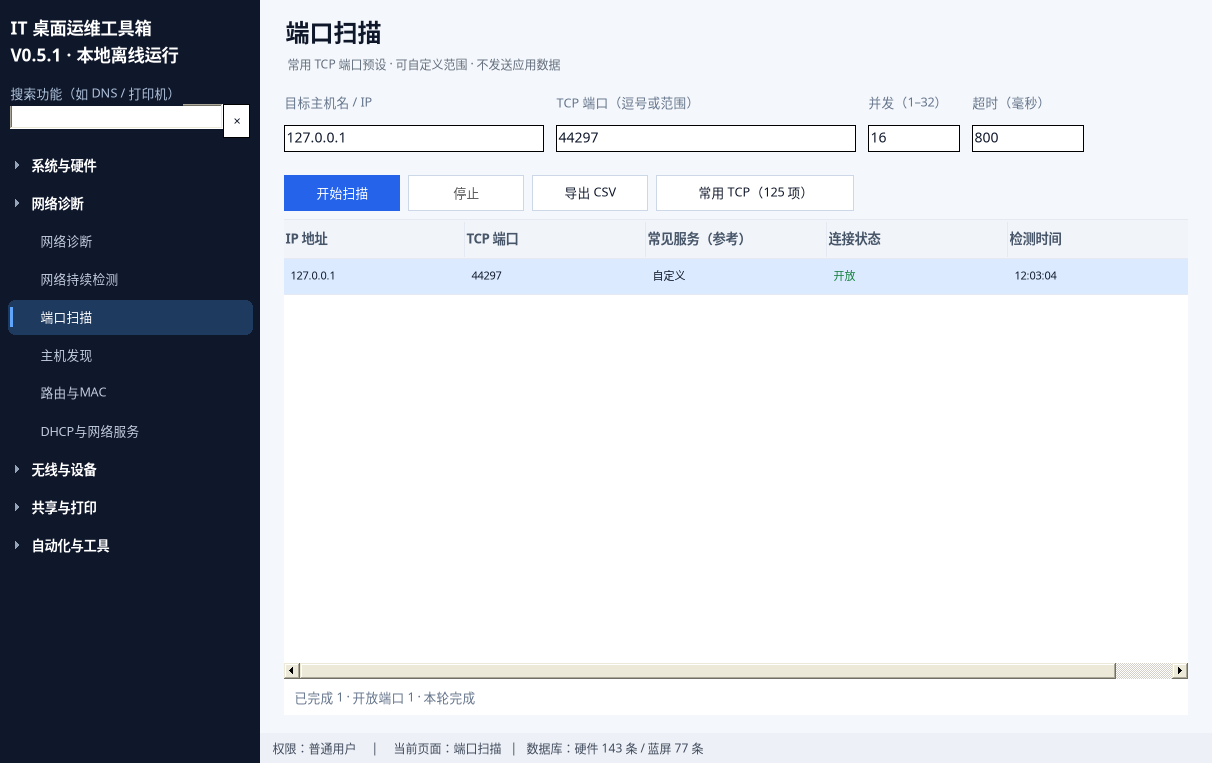 IT 桌面运维工具箱
V0.5.1 · 本地离线运行
搜索功能（如 DNS / 打印机）
×
系统与硬件
网络诊断
网络诊断
网络持续检测
端口扫描
主机发现
路由与MAC
DHCP与网络服务
无线与设备
共享与打印
自动化与工具
端口扫描
常用 TCP 端口预设 · 可自定义范围 · 不发送应用数据
目标主机名 / IP TCP 端口（逗号或范围） 并发（1–32） 超时（毫秒）
127.0.0.1 44297 16 800
开始扫描 停止 导出 CSV 常用 TCP（125 项）
IP 地址 TCP 端口 常见服务（参考） 连接状态 检测时间
127.0.0.1 44297 自定义 开放 12:03:04
已完成 1 · 开放端口 1 · 本轮完成
权限：普通用户 | 当前页面：端口扫描 | 数据库：硬件 143 条 / 蓝屏 77 条